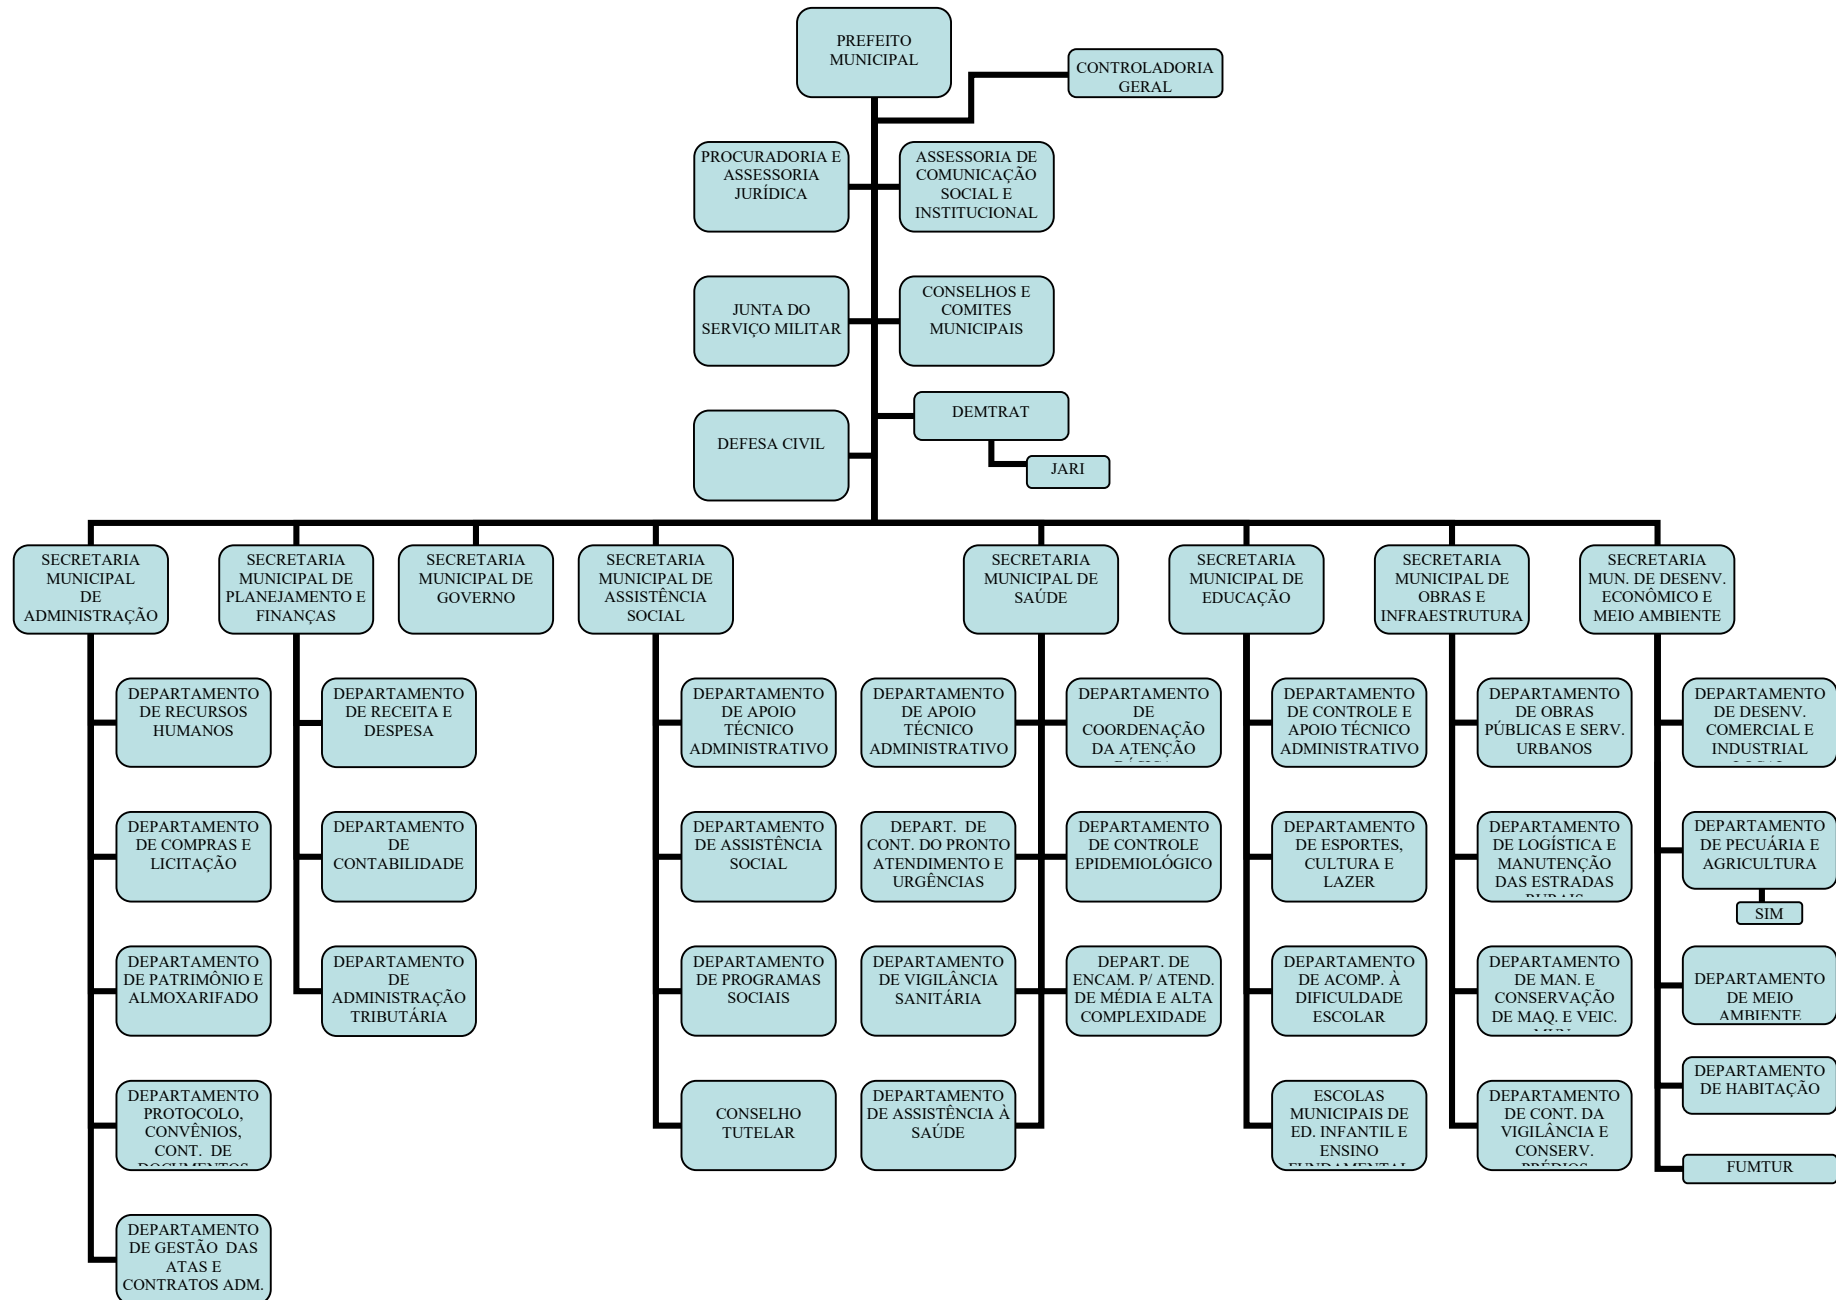 PREFEITO
MUNICIPAL
CONTROLADORIA
GERAL
PROCURADORIA E
ASSESSORIA
JURÍDICA
ASSESSORIA DE
COMUNICAÇÃO
SOCIAL E
INSTITUCIONAL
JUNTA DO
SERVIÇO MILITAR
CONSELHOS E
COMITES
MUNICIPAIS
DEFESA CIVIL
DEMTRAT
JARI
SECRETARIA
MUNICIPAL
DE
ADMINISTRAÇÃO
SECRETARIA
MUNICIPAL DE
PLANEJAMENTO E
FINANÇAS
SECRETARIA
MUNICIPAL DE
GOVERNO
SECRETARIA
MUNICIPAL DE
ASSISTÊNCIA
SOCIAL
SECRETARIA
MUNICIPAL DE
SAÚDE
SECRETARIA
MUNICIPAL DE
EDUCAÇÃO
SECRETARIA
MUNICIPAL DE
OBRAS E
INFRAESTRUTURA
SECRETARIA
MUN. DE DESENV.
ECONÔMICO E
MEIO AMBIENTE
DEPARTAMENTO
DE RECURSOS
HUMANOS
DEPARTAMENTO
DE RECEITA E
DESPESA
DEPARTAMENTO
DE APOIO
TÉCNICO
ADMINISTRATIVO
DEPARTAMENTO
DE APOIO
TÉCNICO
ADMINISTRATIVO
DEPARTAMENTO
DE
COORDENAÇÃO
DA ATENÇÃO
DEPARTAMENTO
DE CONTROLE E
APOIO TÉCNICO
ADMINISTRATIVO
DEPARTAMENTO
DE OBRAS
PÚBLICAS E SERV.
URBANOS
DEPARTAMENTO
DE DESENV.
COMERCIAL E
INDUSTRIAL
DEPARTAMENTO
DE COMPRAS E
LICITAÇÃO
DEPARTAMENTO
DE
CONTABILIDADE
DEPARTAMENTO
DE ASSISTÊNCIA
SOCIAL
DEPART. DE
CONT. DO PRONTO
ATENDIMENTO E
URGÊNCIAS
DEPARTAMENTO
DE CONTROLE
EPIDEMIOLÓGICO
DEPARTAMENTO
DE ESPORTES,
CULTURA E
LAZER
DEPARTAMENTO
DE LOGÍSTICA E
MANUTENÇÃO
DAS ESTRADAS
DEPARTAMENTO
DE PECUÁRIA E
AGRICULTURA
SIM
DEPARTAMENTO
DE PATRIMÔNIO E
ALMOXARIFADO
DEPARTAMENTO
DE
ADMINISTRAÇÃO
TRIBUTÁRIA
DEPARTAMENTO
DE PROGRAMAS
SOCIAIS
DEPARTAMENTO
DE VIGILÂNCIA
SANITÁRIA
DEPART. DE
ENCAM. P/ ATEND.
DE MÉDIA E ALTA
COMPLEXIDADE
DEPARTAMENTO
DE ACOMP. À
DIFICULDADE
ESCOLAR
DEPARTAMENTO
DE MAN. E
CONSERVAÇÃO
DE MAQ. E VEIC.
DEPARTAMENTO
DE MEIO
AMBIENTE
DEPARTAMENTO
PROTOCOLO,
CONVÊNIOS,
CONT. DE
DOCUMENTOS
CONSELHO
TUTELAR
DEPARTAMENTO
DE ASSISTÊNCIA À
SAÚDE
ESCOLAS
MUNICIPAIS DE
ED. INFANTIL E
ENSINO
FUNDAMENTAL
DEPARTAMENTO
DE CONT. DA
VIGILÂNCIA E
CONSERV.
PRÉDIOS
DEPARTAMENTO
DE HABITAÇÃO
FUMTUR
DEPARTAMENTO
DE GESTÃO DAS
ATAS E
CONTRATOS ADM.